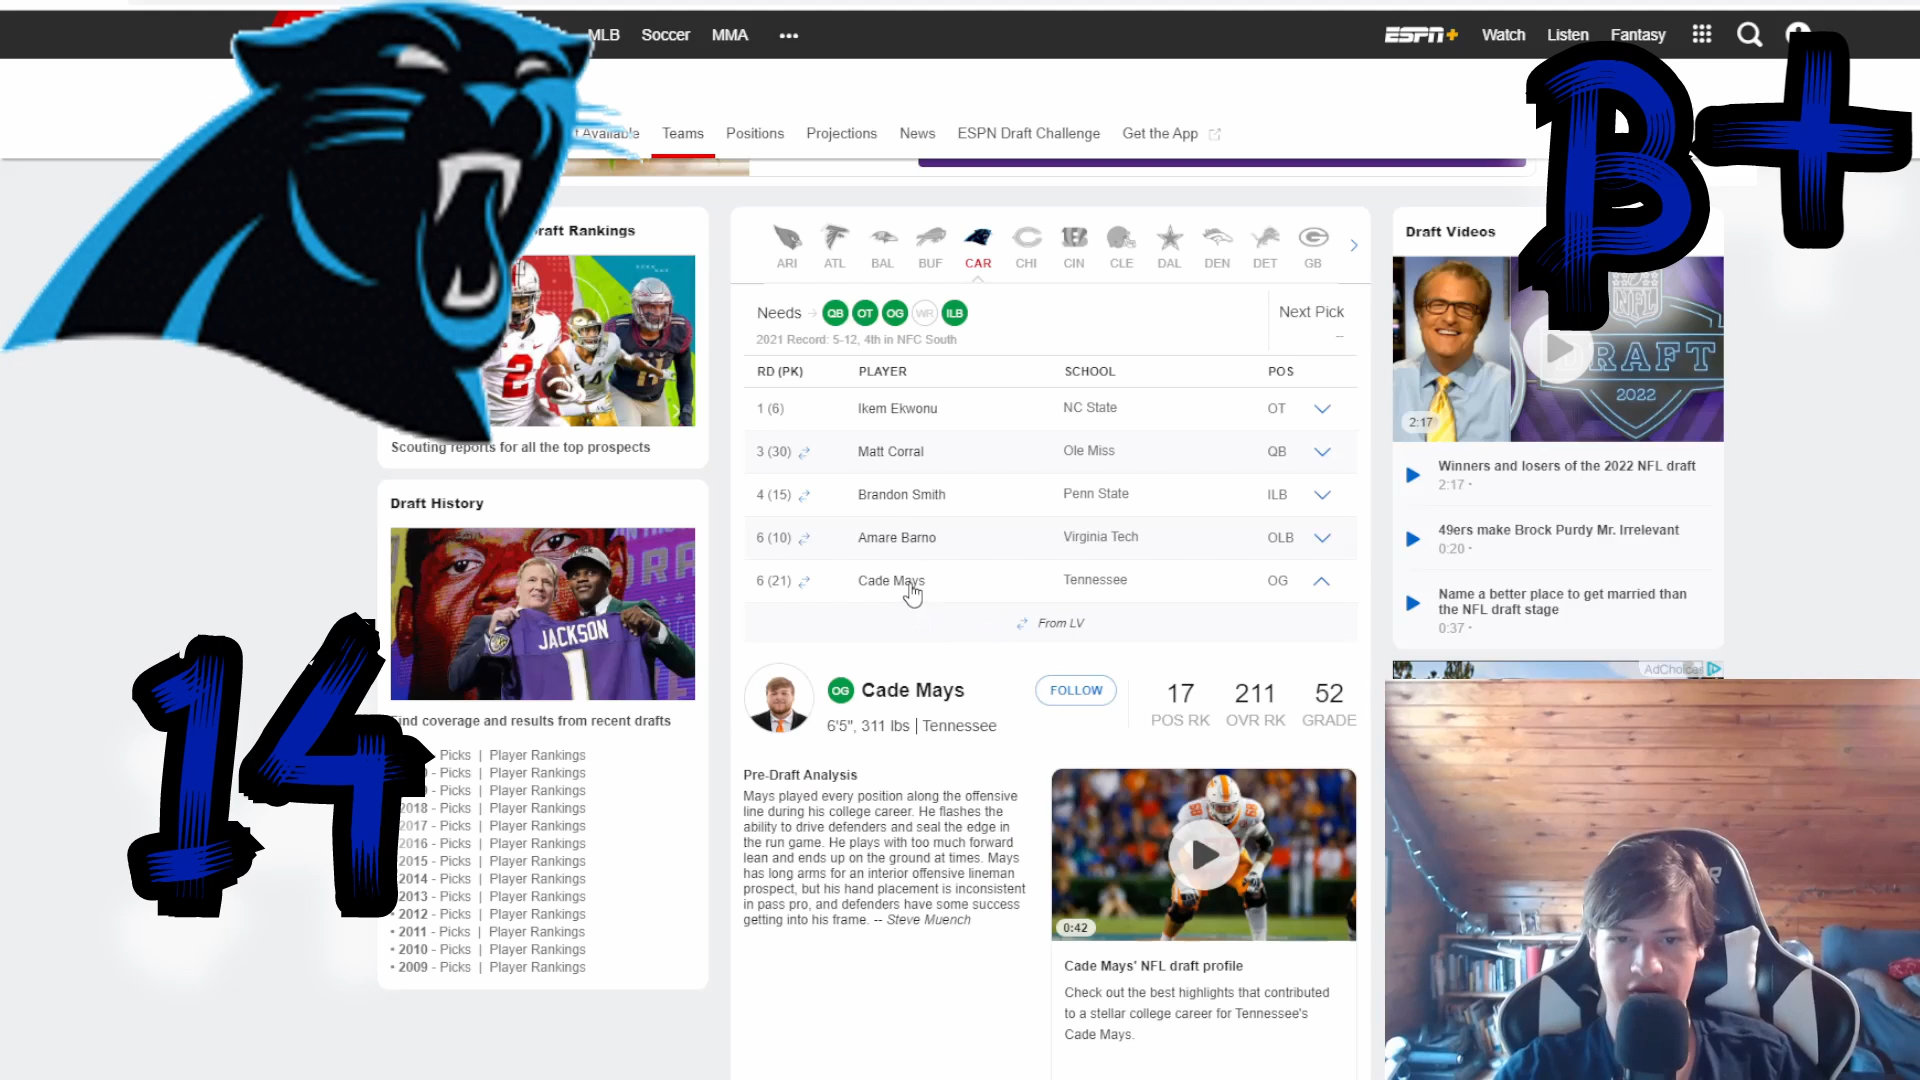 MLB Soccer MMA •••
ESPN+ Watch Listen Fantasy
t Available Teams Positions Projections News ESPN Draft Challenge Get the App
B+
raft Rankings
Scouting reports for all the top prospects
Draft History
JACKSON
1
Find coverage and results from recent drafts
Picks | Player Rankings
Picks | Player Rankings
Picks | Player Rankings
2018 - Picks | Player Rankings
2017 - Picks | Player Rankings
2016 - Picks | Player Rankings
2015 - Picks | Player Rankings
2014 - Picks | Player Rankings
2013 - Picks | Player Rankings
• 2012 - Picks | Player Rankings
• 2011 - Picks | Player Rankings
• 2010 - Picks | Player Rankings
• 2009 - Picks | Player Rankings
14
ARI ATL BAL BUF CAR CHI CIN CLE DAL DEN DET GB
Needs QB OT OG WR ILB
2021 Record: 5-12, 4th in NFC South
Next Pick
--
RD (PK) PLAYER SCHOOL POS
1 (6) Ikem Ekwonu NC State OT
3 (30) Matt Corral Ole Miss QB
4 (15) Brandon Smith Penn State ILB
6 (10) Amare Barno Virginia Tech OLB
6 (21) Cade Mays Tennessee OG
From LV
OG Cade Mays
6'5", 311 lbs | Tennessee
FOLLOW
17 211 52
POS RK OVR RK GRADE
Pre-Draft Analysis
Mays played every position along the offensive
line during his college career. He flashes the
ability to drive defenders and seal the edge in
the run game. He plays with too much forward
lean and ends up on the ground at times. Mays
has long arms for an interior offensive lineman
prospect, but his hand placement is inconsistent
in pass pro, and defenders have some success
getting into his frame. -- Steve Muench
0:42
Cade Mays' NFL draft profile
Check out the best highlights that contributed
to a stellar college career for Tennessee's
Cade Mays.
Draft Videos
NFL
DRAFT
2022
2:17
Winners and losers of the 2022 NFL draft
2:17 •
49ers make Brock Purdy Mr. Irrelevant
0:20 •
Name a better place to get married than
the NFL draft stage
0:37 •
AdChoices